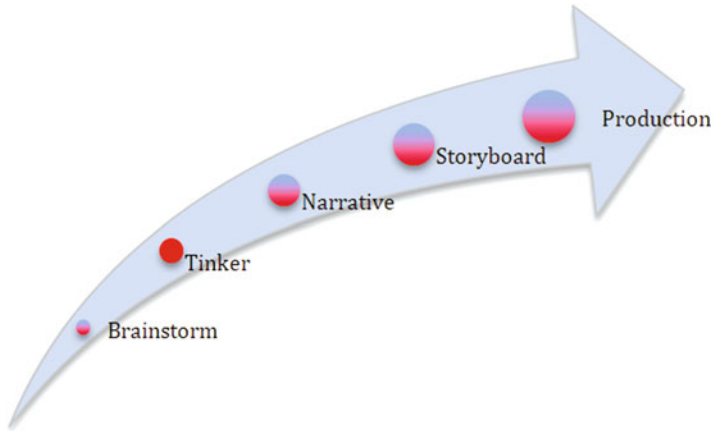 Production
Storyboard
Narrative
Tinker
Brainstorm